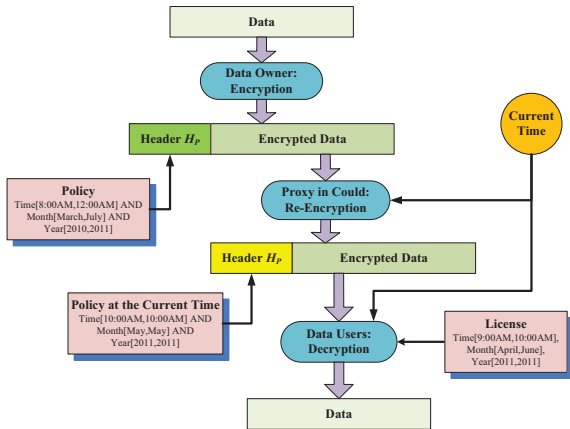 Data
Data Owner:
Encryption
Header HP
Encrypted Data
Current
Time
Policy
Time[8:00AM,12:00AM] AND
Month[March,July] AND
Year[2010,2011]
Proxy in Could:
Re-Encryption
Header HP
Encrypted Data
Policy at the Current Time
Time[10:00AM,10:00AM] AND
Month[May,May] AND
Year[2011,2011]
Data Users:
Decryption
License
Time[9:00AM,10:00AM],
Month[April,June],
Year[2011,2011]
Data